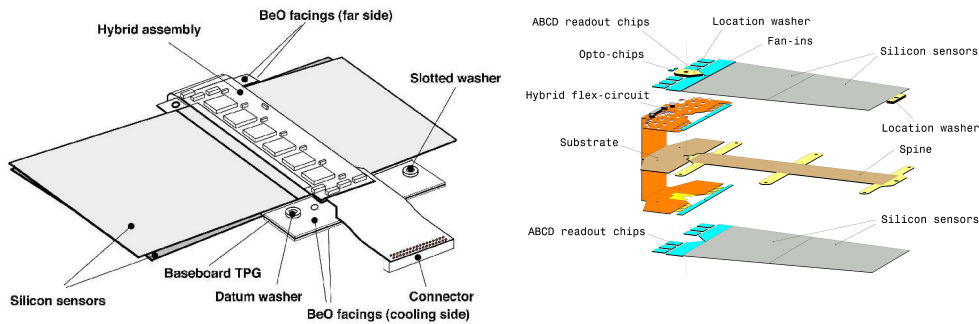 BeO facings (far side)
Hybrid assembly
Slotted washer
Baseboard TPG
Silicon sensors
Datum washer
Connector
BeO facings (cooling side)
ABCD readout chips
Location washer
Fan-ins
Opto-chips
Silicon sensors
Hybrid flex-circuit
Location washer
Substrate
Spine
Silicon sensors
ABCD readout chips